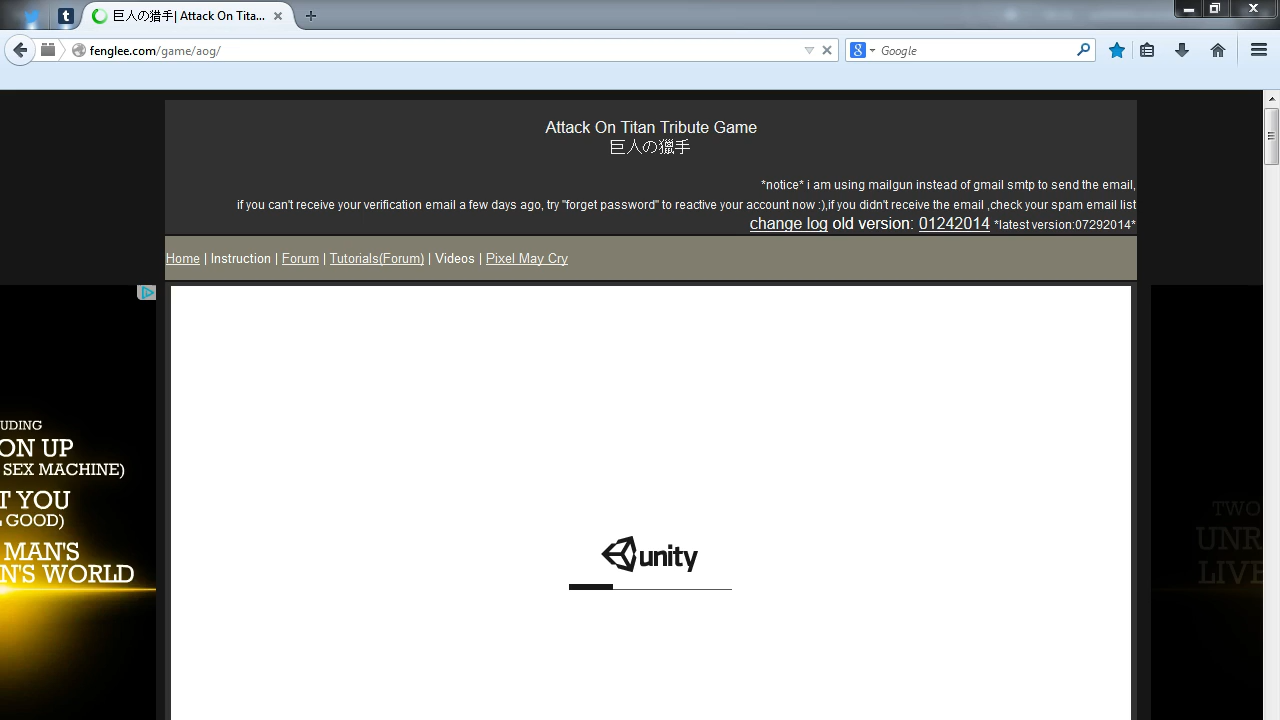 巨人の猎手| Attack On Tita...
fenglee.com/game/aog/
Google
Attack On Titan Tribute Game
巨人の獵手
*notice* i am using mailgun instead of gmail smtp to send the email,
if you can't receive your verification email a few days ago, try "forget password" to reactive your account now :),if you didn't receive the email ,check your spam email list
change log old version: 01242014 *latest version:07292014*
Home | Instruction | Forum | Tutorials(Forum) | Videos | Pixel May Cry
UDING
ON UP
SEX MACHINE)
T YOU
GOOD)
MAN'S
N'S WORLD
unity
TWO
UNR
LIVE